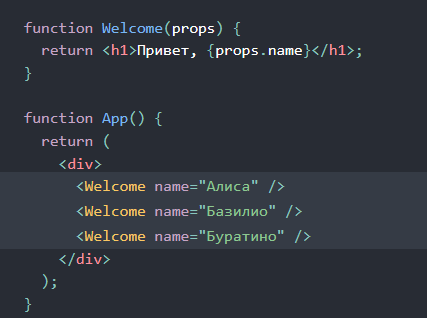 function Welcome(props) {
  return <h1>Привет, {props.name}</h1>;
}

function App() {
  return (
    <div>
      <Welcome name="Алиса" />
      <Welcome name="Базилио" />
      <Welcome name="Буратино" />
    </div>
  );
}